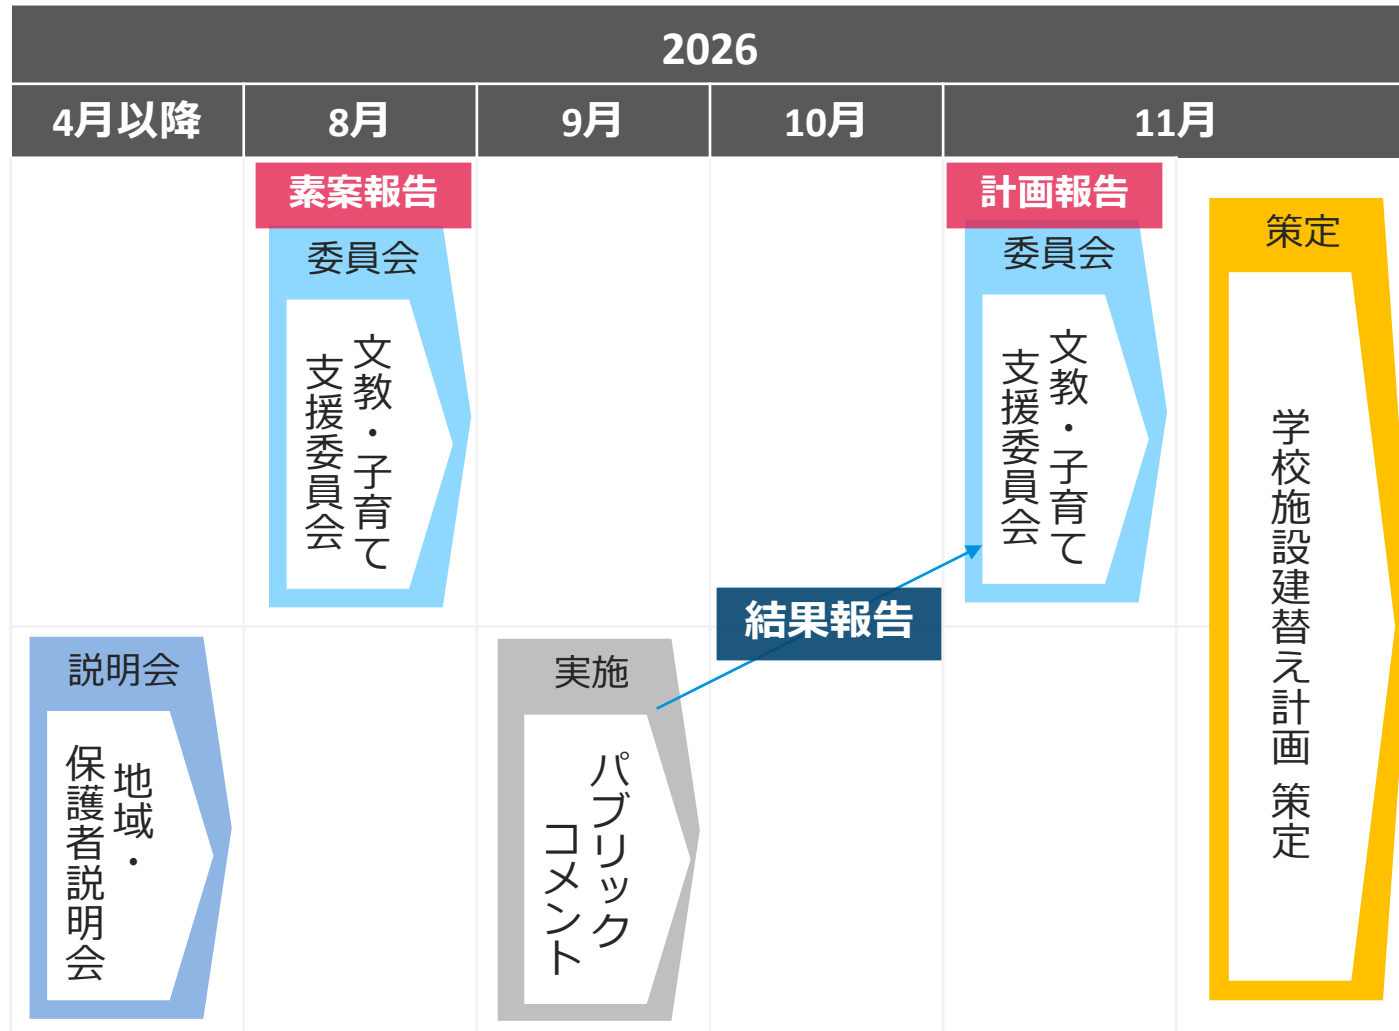 2026
4月以降
8月
9月
10月
11月
素案報告
委員会
文教・子育て
支援委員会
計画報告
委員会
文教・子育て
支援委員会
策定
学校施設建替え計画 策定
結果報告
説明会
地域・
保護者説明会
実施
パブリック
コメント